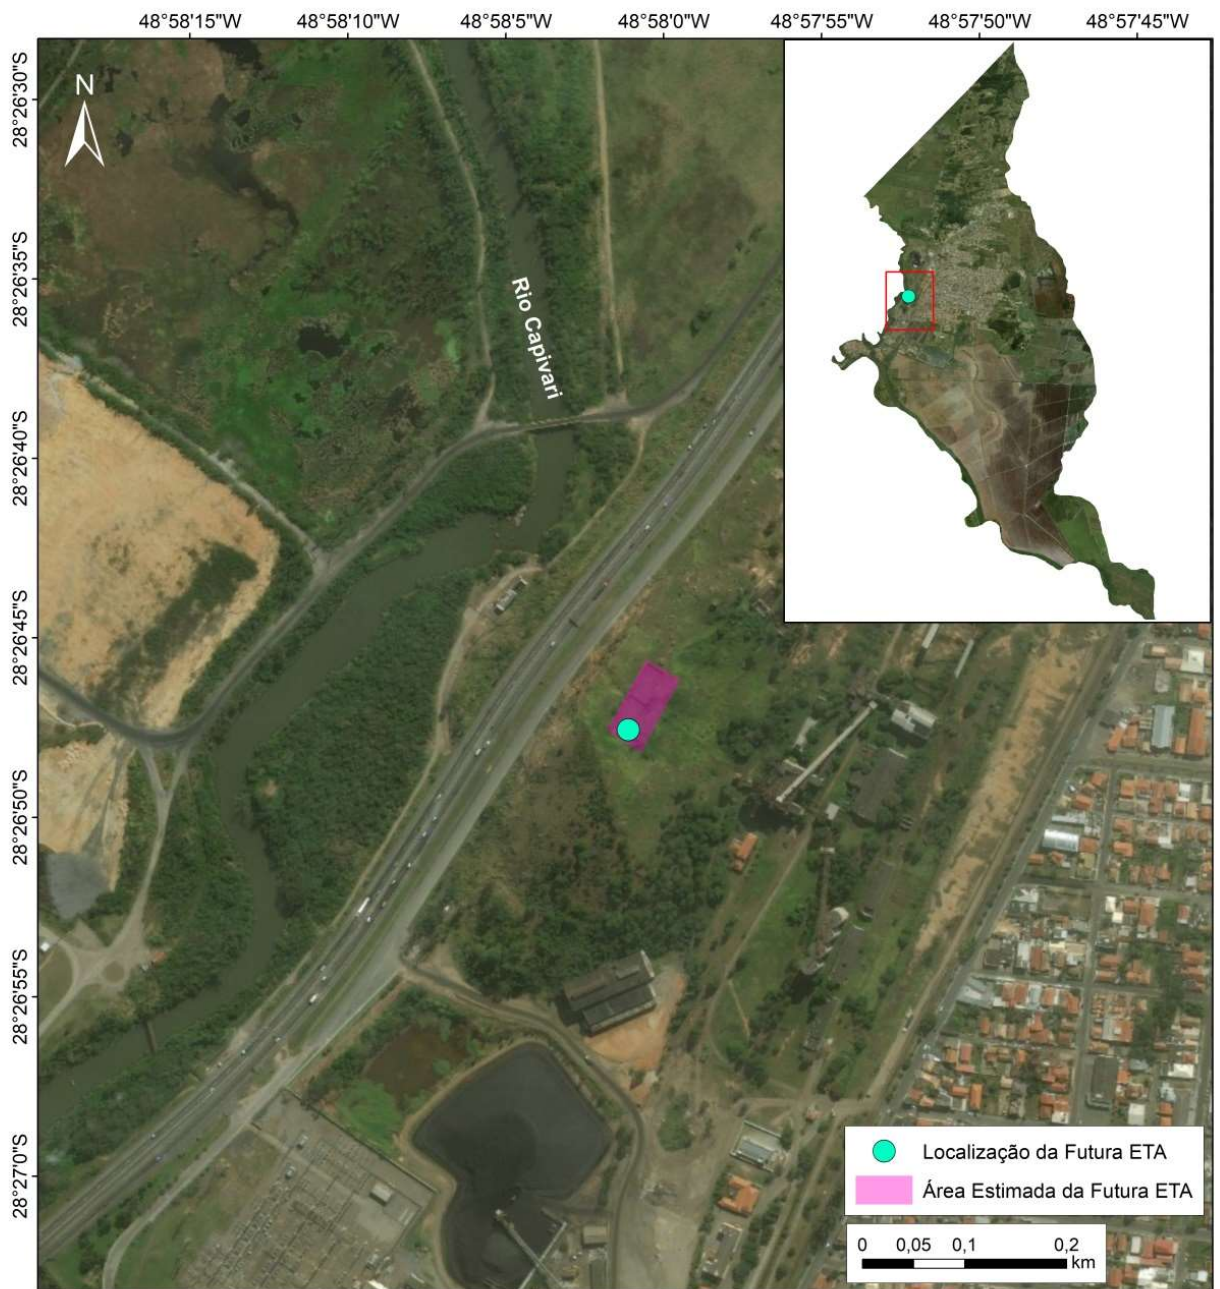 48°58'15"W 48°58'10"W 48°58'5"W 48°58'0"W 48°57'55"W 48°57'50"W 48°57'45"W
28°26'30"S
28°26'35"S
28°26'40"S
28°26'45"S
28°26'50"S
28°26'55"S
28°27'0"S
N
Rio Capivari
Localização da Futura ETA
Área Estimada da Futura ETA
0 0,05 0,1 0,2
km